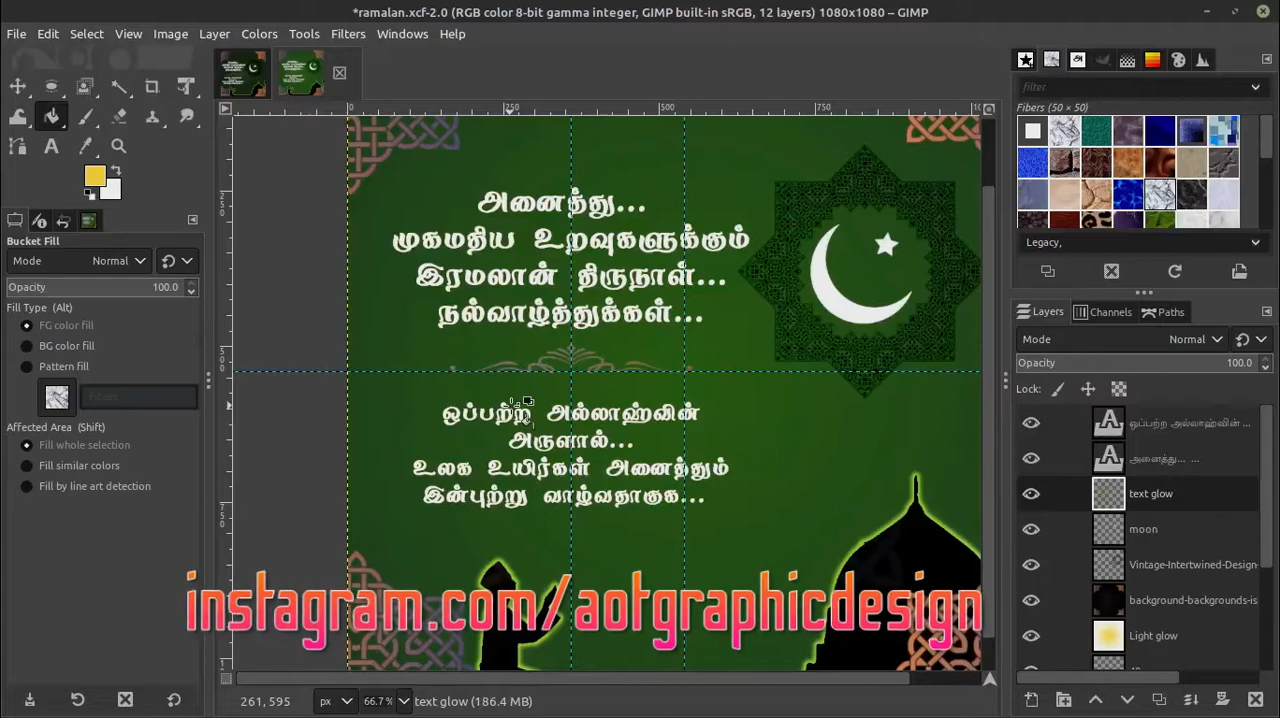 *ramalan.xcf-2.0 (RGB color 8-bit gamma integer, GIMP built-in sRGB, 12 layers) 1080x1080 – GIMP
File Edit Select View Image Layer Colors Tools Filters Windows Help
0 250 500 750
Bucket Fill
Mode Normal
Opacity 100.0
Fill Type (Alt)
FG color fill
BG color fill
Pattern fill
Fibers
Affected Area (Shift)
Fill whole selection
Fill similar colors
Fill by line art detection
அனைத்து...
முகமதிய உறவுகளுக்கும்
இரமலான் திருநாள்...
நல்வாழ்த்துக்கள்...
ஒப்பற்ற அல்லாஹ்வின்
அருளால்...
உலக உயிர்கள் அனைத்தும்
இன்புற்று வாழ்வதாகுக...
instagram.com/aotgraphicdesign
261, 595 px 66.7% text glow (186.4 MB)
filter
Fibers (50 × 50)
Legacy,
Layers Channels Paths
Mode Normal
Opacity 100.0
Lock:
ஒப்பற்ற அல்லாஹ்வின் ...
அனைத்து... ...
text glow
moon
Vintage-Intertwined-Design-
background-backgrounds-is
Light glow